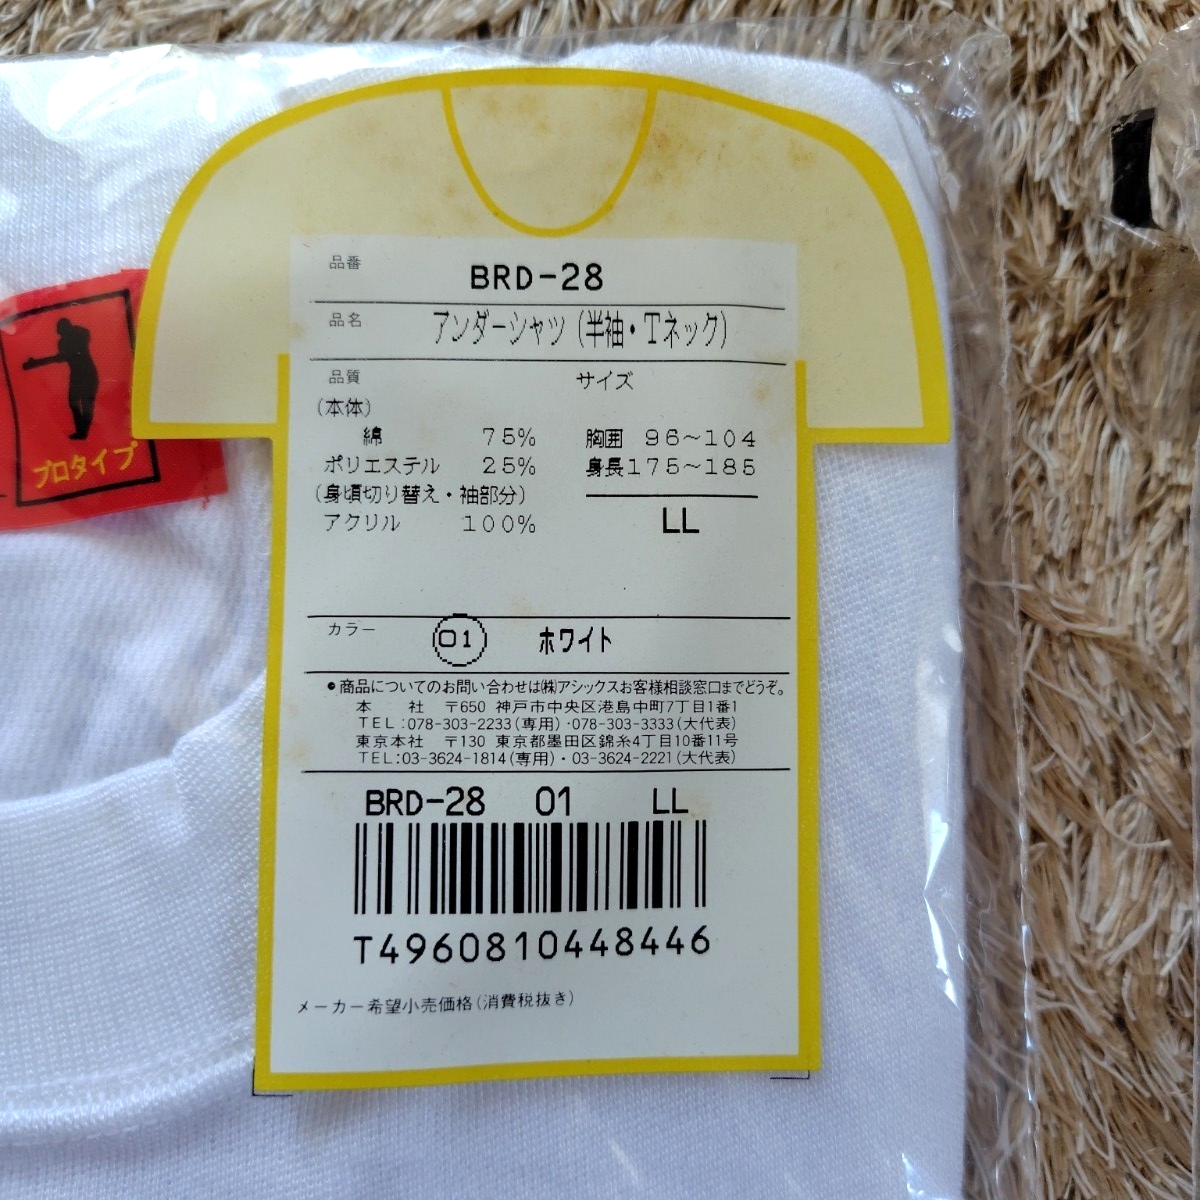 品番 BRD-28
品名 アンダーシャツ(半袖・Tネック)
品質 サイズ
(本体)
綿 75% 胸囲 96~104
ポリエステル 25% 身長175~185
(身頃切り替え・袖部分)
アクリル 100% LL
カラー 01 ホワイト
●商品についてのお問い合わせは㈱アシックスお客様相談窓口までどうぞ。
本 社 〒650 神戸市中央区港島中町7丁目1番1
TEL:078-303-2233(専用)・078-303-3333(大代表)
東京本社 〒130 東京都墨田区錦糸4丁目10番11号
TEL:03-3624-1814(専用)・03-3624-2221(大代表)
BRD-28 01 LL
T4960810448446
メーカー希望小売価格(消費税抜き)
プロタイプ